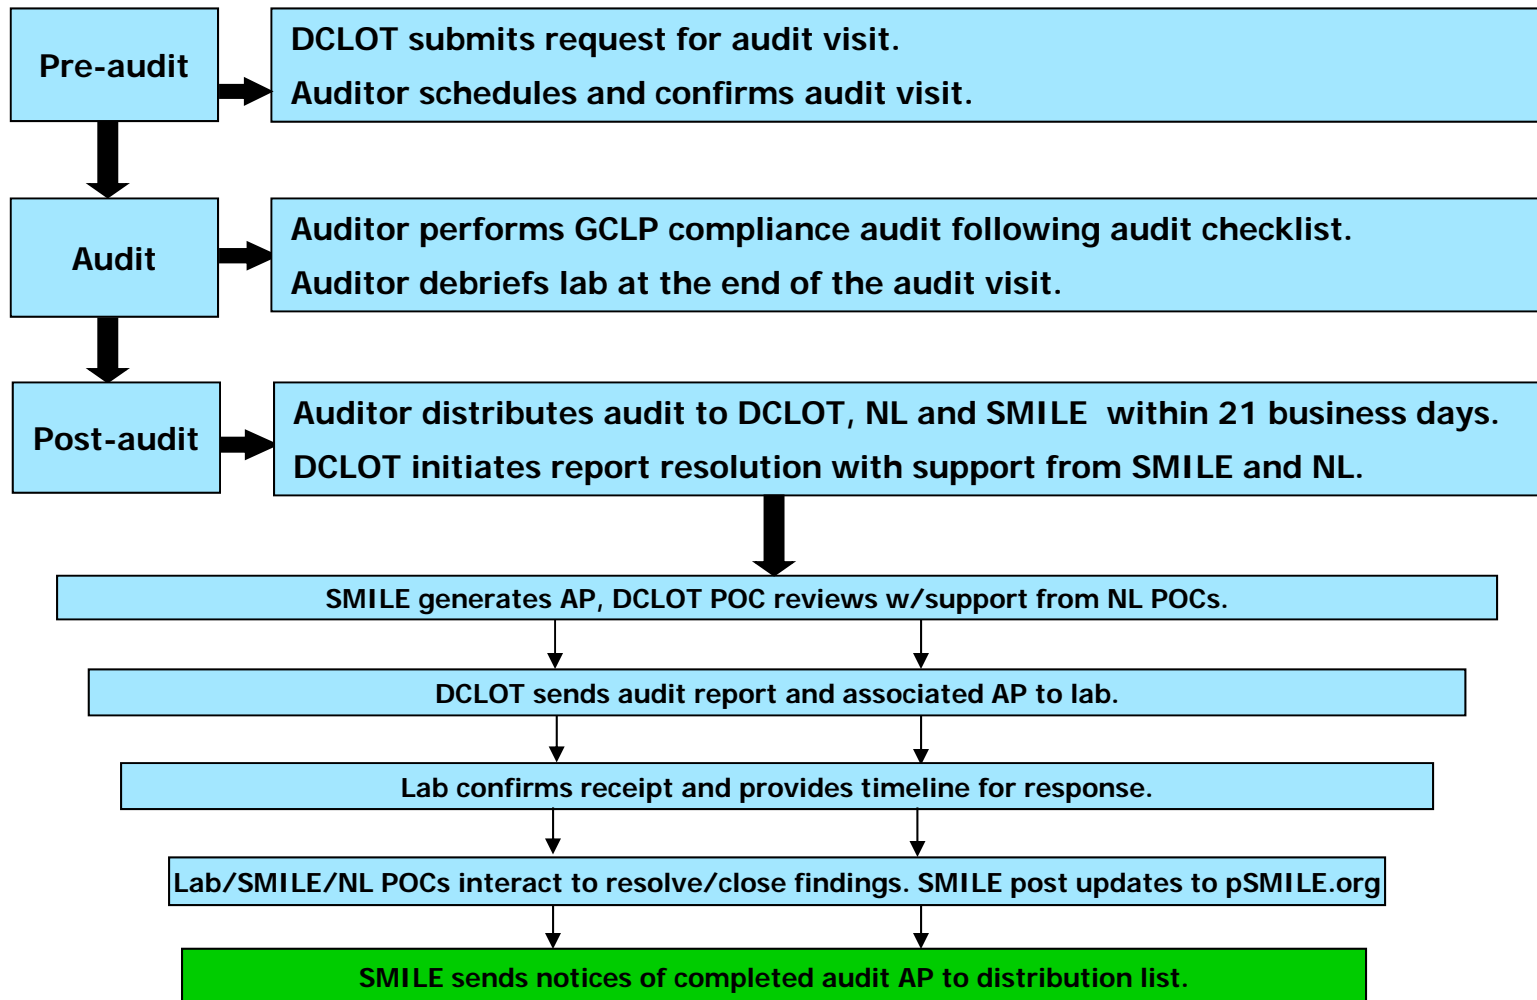 Pre-audit
DCLOT submits request for audit visit.
Auditor schedules and confirms audit visit.
Audit
Auditor performs GCLP compliance audit following audit checklist.
Auditor debriefs lab at the end of the audit visit.
Post-audit
Auditor distributes audit to DCLOT, NL and SMILE  within 21 business days.
DCLOT initiates report resolution with support from SMILE and NL.
SMILE generates AP, DCLOT POC reviews w/support from NL POCs.
DCLOT sends audit report and associated AP to lab.
Lab confirms receipt and provides timeline for response.
Lab/SMILE/NL POCs interact to resolve/close findings. SMILE post updates to pSMILE.org
SMILE sends notices of completed audit AP to distribution list.